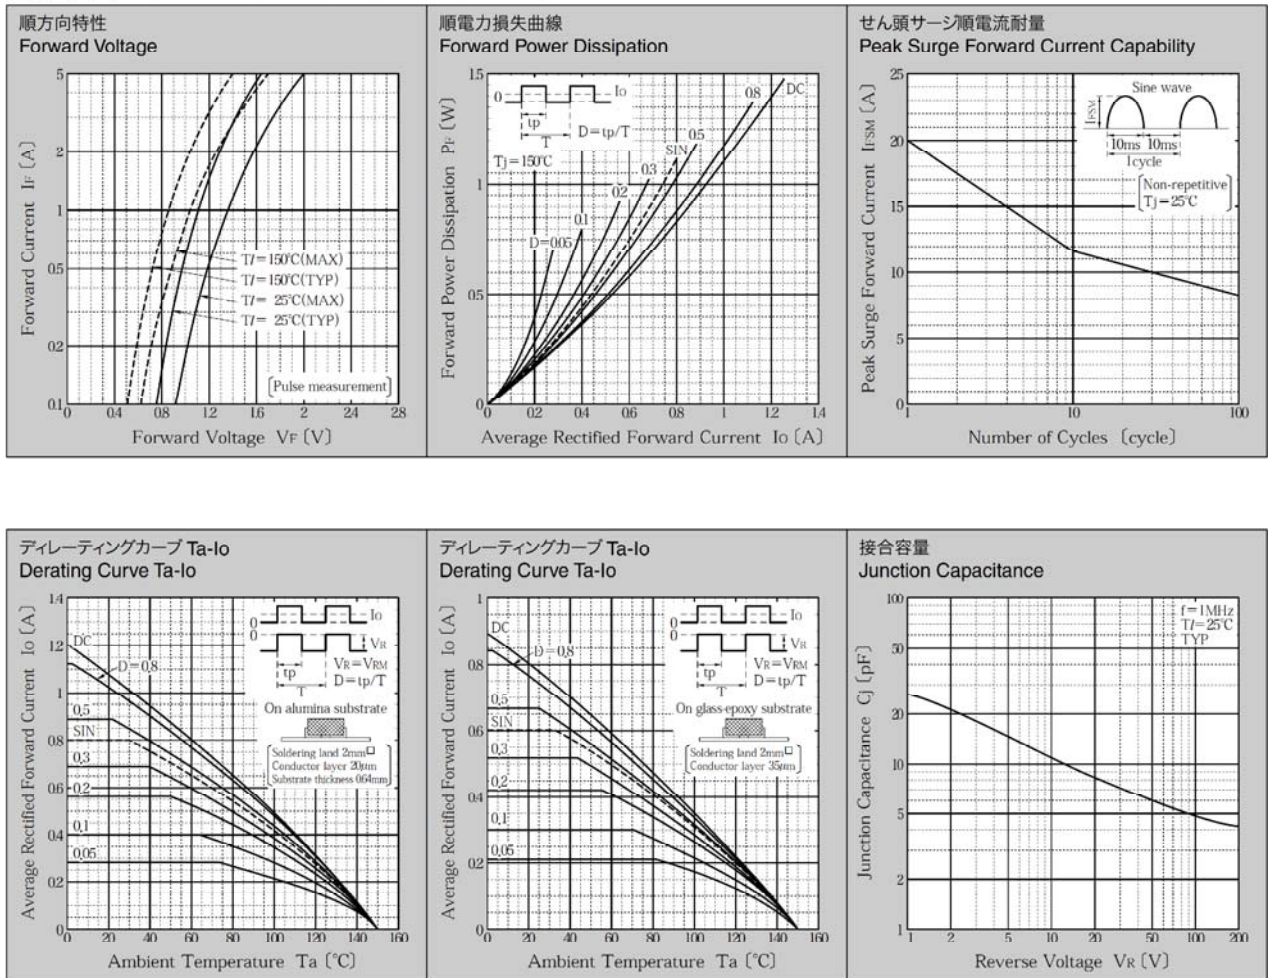 順方向特性
Forward Voltage
5
2
1
0.5
0.2
0.1
0
0.4
0.8
1.2
1.6
2
2.4
2.8
Forward Current IF〔A〕
Tl=150℃(MAX)
Tl=150℃(TYP)
Tl= 25℃(MAX)
Tl= 25℃(TYP)
〔Pulse measurement〕
Forward Voltage VF〔V〕
順電力損失曲線
Forward Power Dissipation
1.5
1
0.5
0
0.2
0.4
0.6
0.8
1
1.2
1.4
Forward Power Dissipation PF〔W〕
0
Io
tp
T
D=tp/T
Tj=150℃
D=0.05
0.1
0.2
0.3
SIN
0.5
0.8
DC
Average Rectified Forward Current Io〔A〕
せん頭サージ順電流耐量
Peak Surge Forward Current Capability
25
20
15
10
5
0
1
10
100
Peak Surge Forward Current IFSM〔A〕
Sine wave
IFSM
10ms
10ms
1cycle
Non-repetitive
Tj=25℃
Number of Cycles〔cycle〕
ディレーティングカーブ Ta-Io
Derating Curve Ta-Io
1.4
1.2
1
0.8
0.6
0.4
0.2
0
0
20
40
60
80
100
120
140
160
Average Rectified Forward Current Io〔A〕
DC
D=0.8
0.5
SIN
0.3
0.2
0.1
0.05
0
Io
0
VR
tp
VR=VRM
D=tp/T
T
On alumina substrate
Soldering land 2mm□
Conductor layer 20μm
Substrate thickness 0.64mm
Ambient Temperature Ta〔℃〕
ディレーティングカーブ Ta-Io
Derating Curve Ta-Io
1
0.8
0.6
0.4
0.2
0
0
20
40
60
80
100
120
140
160
Average Rectified Forward Current Io〔A〕
DC
D=0.8
0.5
SIN
0.3
0.2
0.1
0.05
0
Io
0
VR
tp
VR=VRM
D=tp/T
T
On glass-epoxy substrate
Soldering land 2mm□
Conductor layer 35μm
Ambient Temperature Ta〔℃〕
接合容量
Junction Capacitance
100
50
20
10
5
2
1
1
2
5
10
20
50
100
200
Junction Capacitance Cj〔pF〕
f=1MHz
Tl=25℃
TYP
Reverse Voltage VR〔V〕